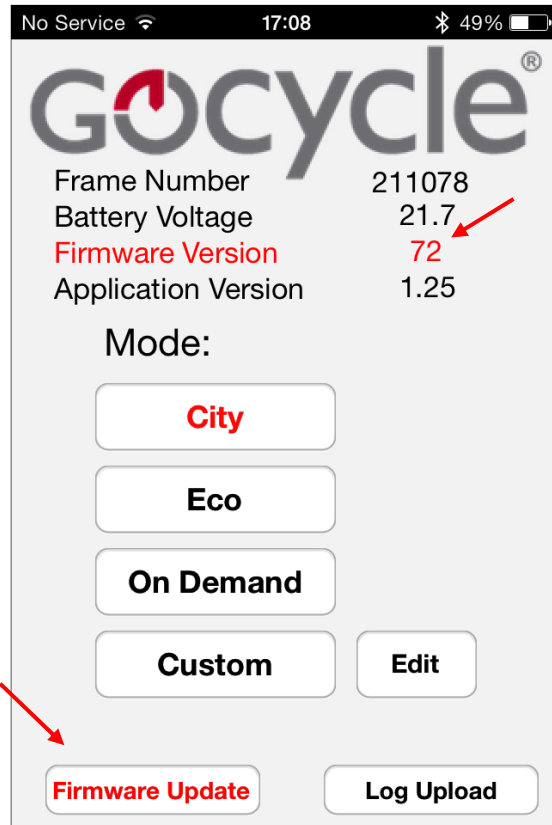 No Service 17:08 49%
GOCYCLE®
Frame Number 211078
Battery Voltage 21.7
Firmware Version 72
Application Version 1.25
Mode:
City
Eco
On Demand
Custom Edit
Firmware Update Log Upload